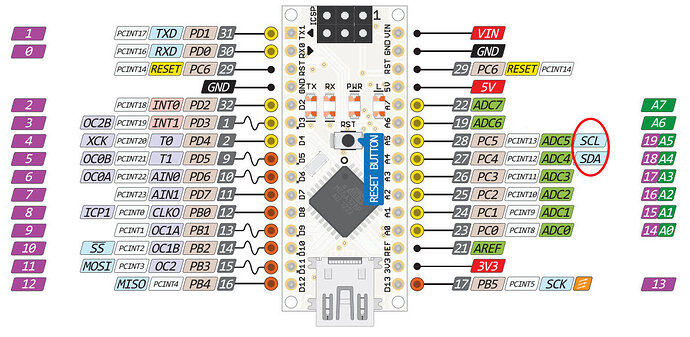 ICSP 1
1 PCINT17 TXD PD1 31 TX1 VIN VIN
0 PCINT16 RXD PD0 30 RX0 GND GND
PCINT14 RESET PC6 29 RST RST 29 PC6 RESET PCINT14
GND GND 5V 5V
2 PCINT18 INT0 PD2 32 D2 TX RX PWR L A7 22 ADC7 A7
3 OC2B PCINT19 INT1 PD3 1 D3 A6 19 ADC6 A6
4 XCK PCINT20 T0 PD4 2 D4 RST A5 28 PC5 PCINT13 ADC5 SCL 19 A5
5 OC0B PCINT21 T1 PD5 9 D5 RESET BUTTON A4 27 PC4 PCINT12 ADC4 SDA 18 A4
6 OC0A PCINT22 AIN0 PD6 10 D6 A3 26 PC3 PCINT11 ADC3 17 A3
7 PCINT23 AIN1 PD7 11 D7 A2 25 PC2 PCINT10 ADC2 16 A2
8 ICP1 PCINT0 CLKO PB0 12 D8 A1 24 PC1 PCINT9 ADC1 15 A1
9 PCINT1 OC1A PB1 13 D9 A0 23 PC0 PCINT8 ADC0 14 A0
10 SS PCINT2 OC1B PB2 14 D10 REF 21 AREF
11 MOSI PCINT3 OC2 PB3 15 D11 3V3 3V3
12 MISO PCINT4 PB4 16 D12 D13 17 PB5 PCINT5 SCK 13